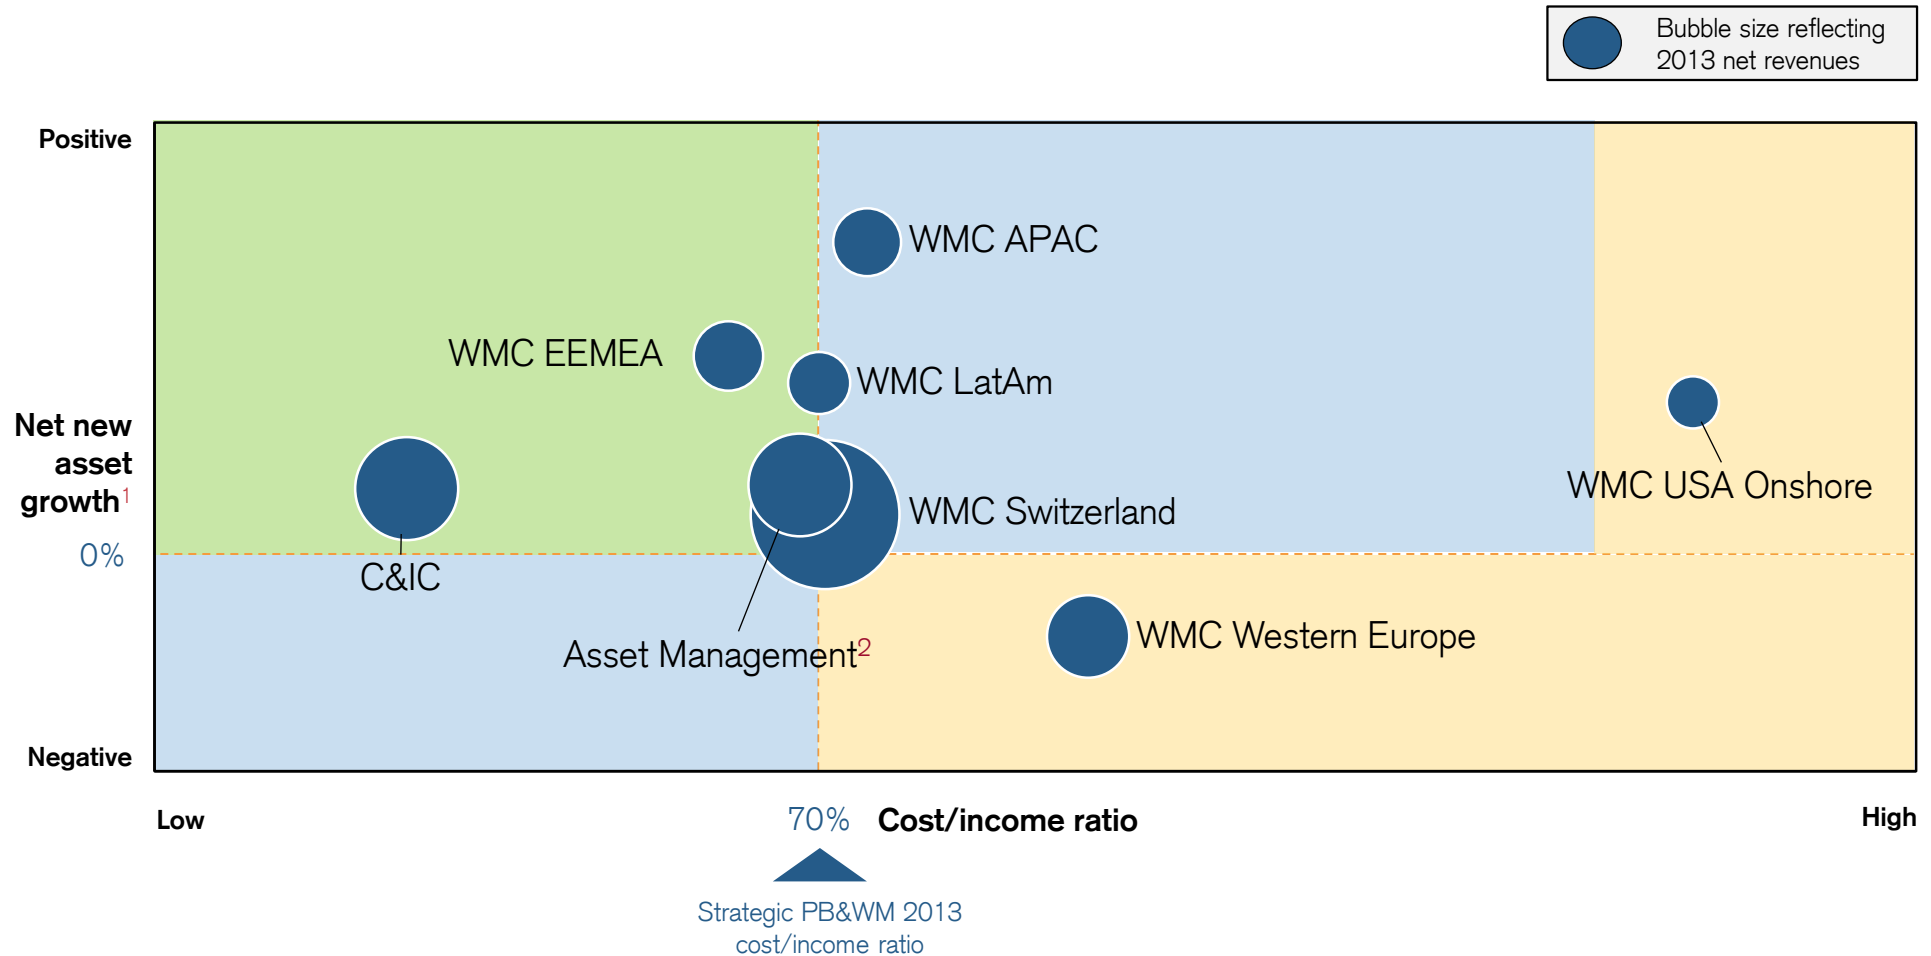 Bubble size reflecting
2013 net revenues
Positive
WMC APAC
WMC EEMEA
WMC LatAm
Net new
asset
growth1
WMC USA Onshore
WMC Switzerland
0%
C&IC
WMC Western Europe
Asset Management2
Negative
Low
70%
Cost/income ratio
High
Strategic PB&WM 2013
cost/income ratio